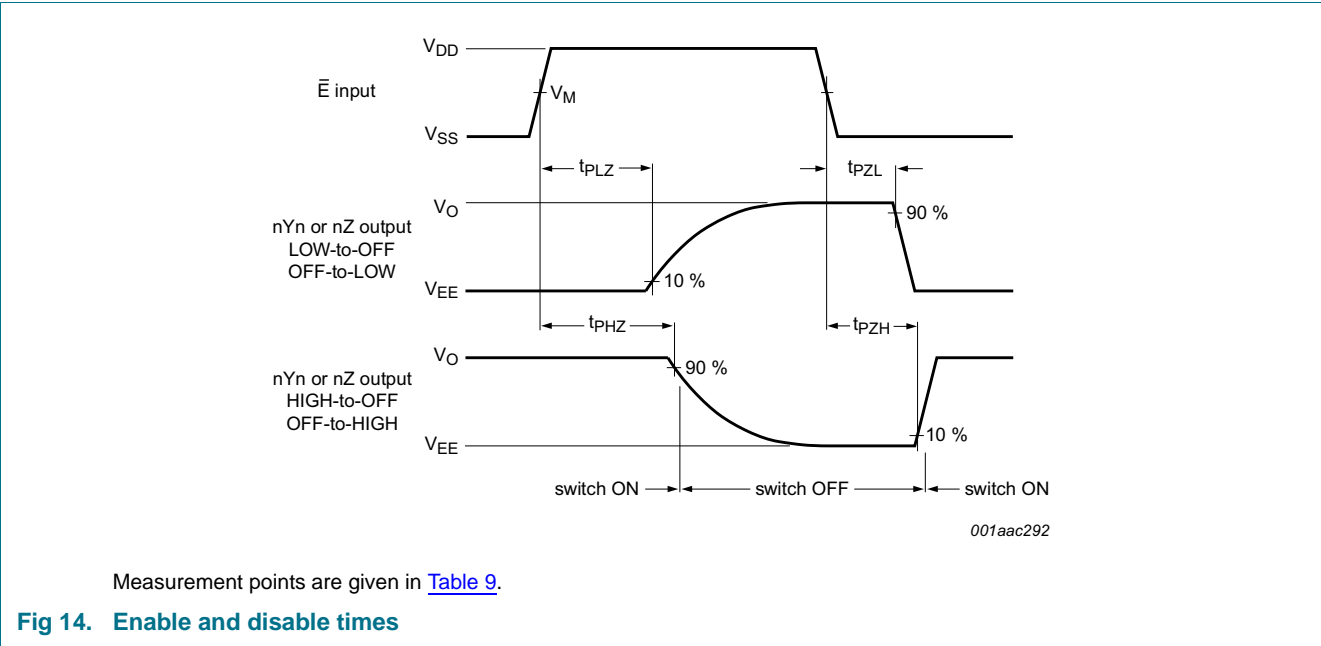 V_DD
Ē input
V_M
V_SS
t_PLZ
t_PZL
V_O
90 %
nYn or nZ output
LOW-to-OFF
OFF-to-LOW
10 %
V_EE
t_PHZ
t_PZH
V_O
90 %
nYn or nZ output
HIGH-to-OFF
OFF-to-HIGH
10 %
V_EE
switch ON
switch OFF
switch ON
001aac292
Measurement points are given in Table 9.
Fig 14. Enable and disable times